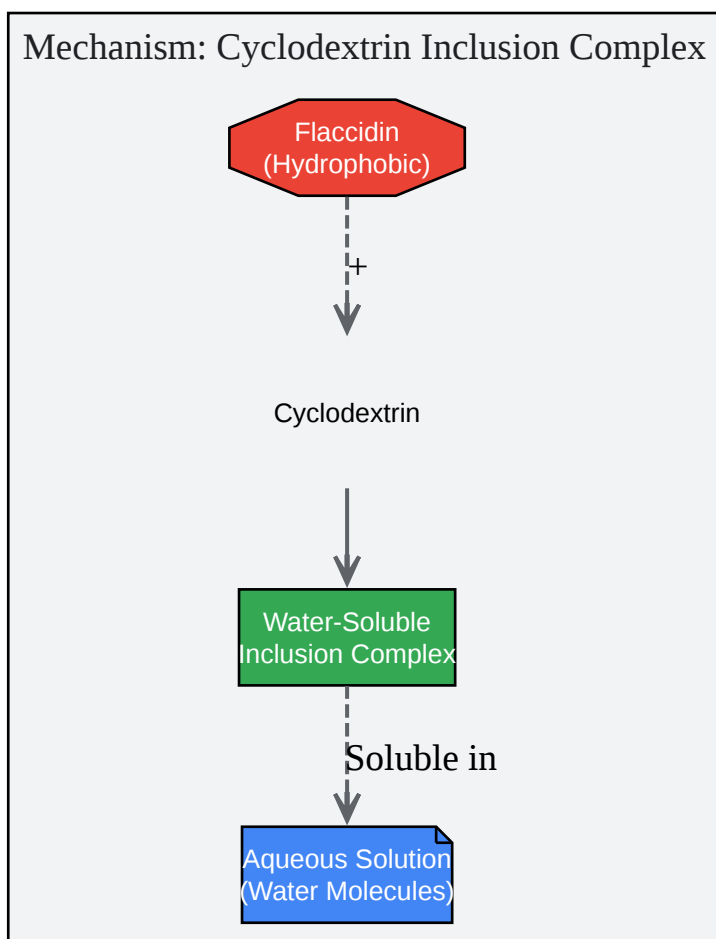 Mechanism: Cyclodextrin Inclusion Complex
Flaccidin
(Hydrophobic)
+
Cyclodextrin
Water-Soluble
Inclusion Complex
Soluble in
Aqueous Solution
(Water Molecules)